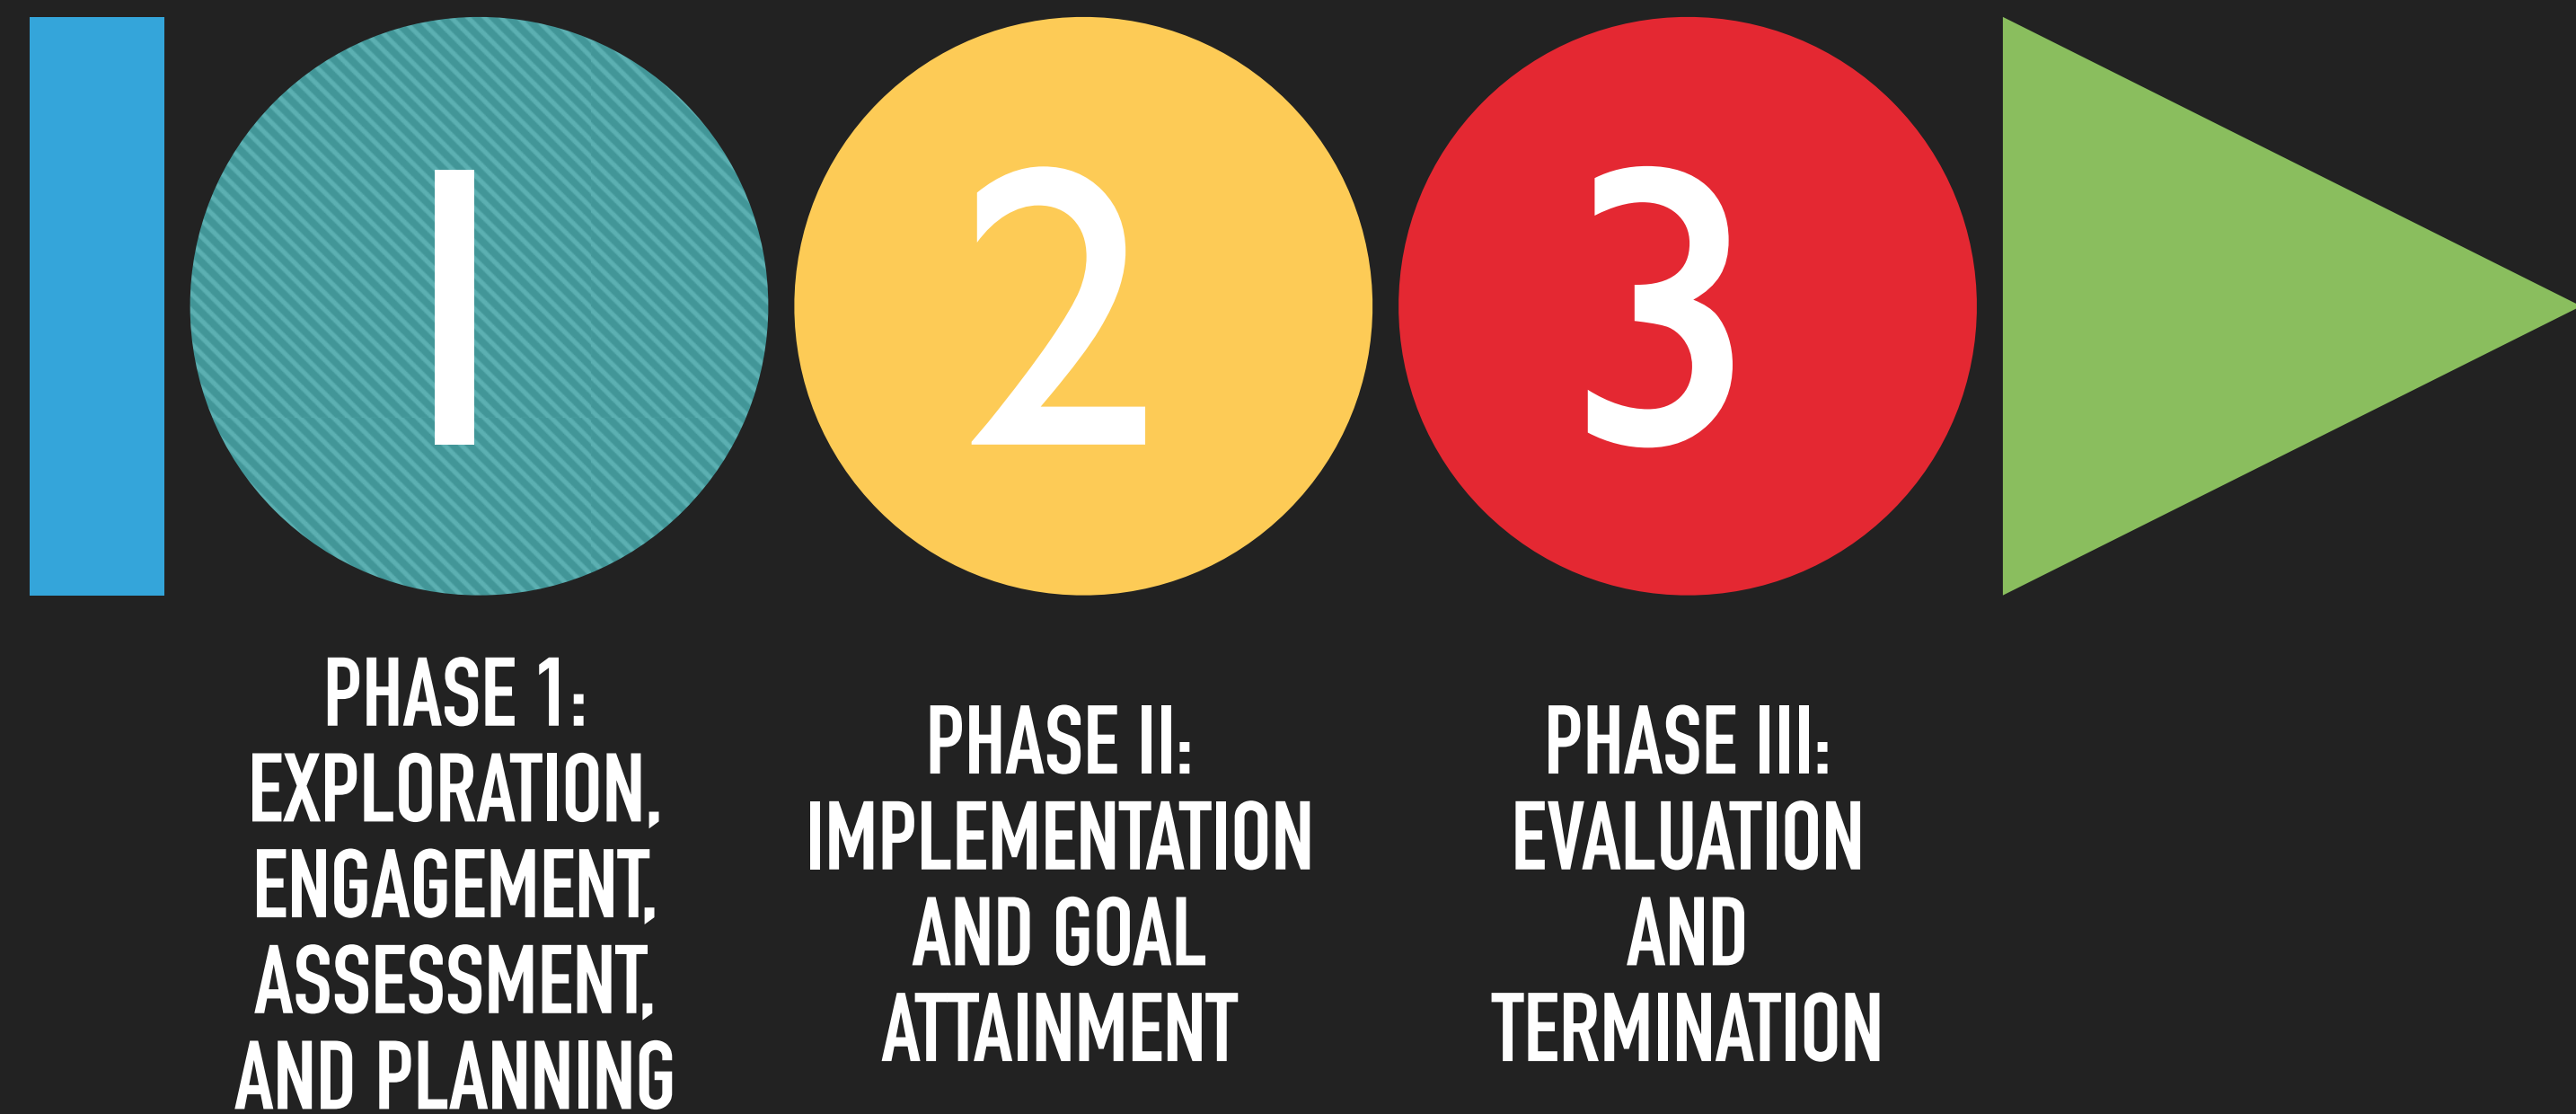 1
2
3
PHASE 1:
EXPLORATION,
ENGAGEMENT,
ASSESSMENT,
AND PLANNING
PHASE II:
IMPLEMENTATION
AND GOAL
ATTAINMENT
PHASE III:
EVALUATION
AND
TERMINATION